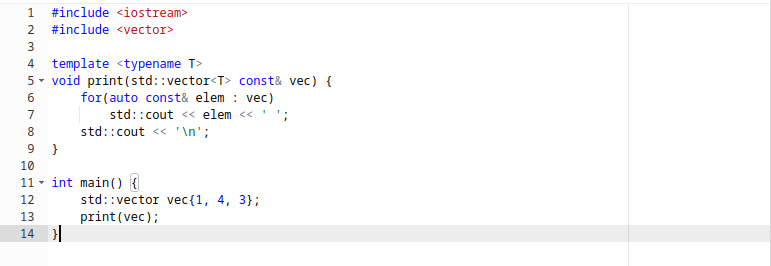 1 #include <iostream>
2 #include <vector>
3
4 template <typename T>
5 void print(std::vector<T> const& vec) {
6     for(auto const& elem : vec)
7         std::cout << elem << ' ';
8     std::cout << '\n';
9 }
10
11 int main() {
12     std::vector vec{1, 4, 3};
13     print(vec);
14 }